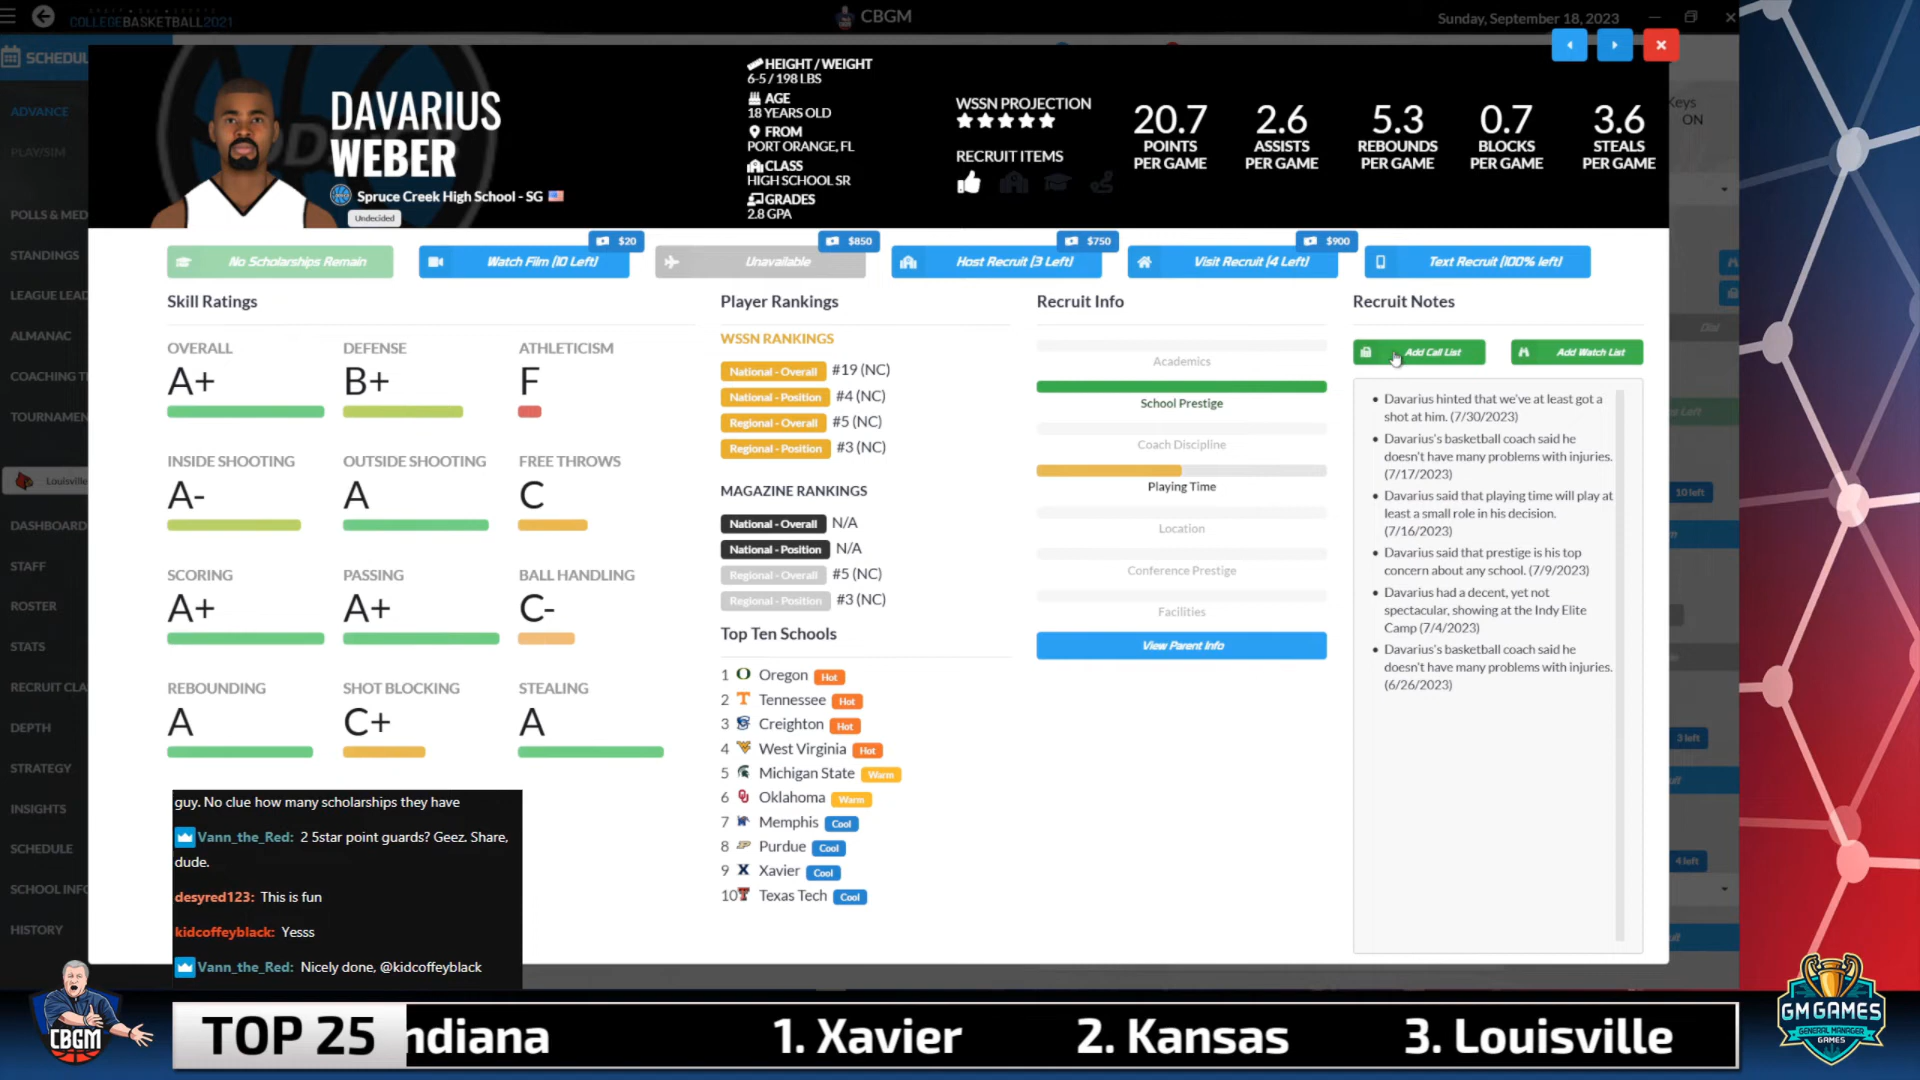 COLLEGEBASKETBALL2021
CBGM
Sunday, September 18, 2023
SCHEDUL
ADVANCE
PLAY/SIM
POLLS & MED
STANDINGS
LEAGUE LEAD
ALMANAC
COACHING T
TOURNAMEN
Louisville
DASHBOARD
STAFF
ROSTER
STATS
RECRUIT CLA
DEPTH
STRATEGY
INSIGHTS
SCHEDULE
SCHOOL INFO
HISTORY
DAVARIUS
WEBER
Spruce Creek High School - SG
Undecided
HEIGHT / WEIGHT
6-5 / 198 LBS
AGE
18 YEARS OLD
FROM
PORT ORANGE, FL
CLASS
HIGH SCHOOL SR
GRADES
2.8 GPA
WSSN PROJECTION
RECRUIT ITEMS
20.7
POINTS
PER GAME
2.6
ASSISTS
PER GAME
5.3
REBOUNDS
PER GAME
0.7
BLOCKS
PER GAME
3.6
STEALS
PER GAME
Keys
ON
No Scholarships Remain
$20
Watch Film (10 Left)
$850
Unavailable
$750
Host Recruit (3 Left)
$900
Visit Recruit (4 Left)
Text Recruit (100% left)
Skill Ratings
OVERALL
A+
DEFENSE
B+
ATHLETICISM
F
INSIDE SHOOTING
A-
OUTSIDE SHOOTING
A
FREE THROWS
C
SCORING
A+
PASSING
A+
BALL HANDLING
C-
REBOUNDING
A
SHOT BLOCKING
C+
STEALING
A
Player Rankings
WSSN RANKINGS
National - Overall #19 (NC)
National - Position #4 (NC)
Regional - Overall #5 (NC)
Regional - Position #3 (NC)
MAGAZINE RANKINGS
National - Overall N/A
National - Position N/A
Regional - Overall #5 (NC)
Regional - Position #3 (NC)
Top Ten Schools
1 Oregon Hot
2 Tennessee Hot
3 Creighton Hot
4 West Virginia Hot
5 Michigan State Warm
6 Oklahoma Warm
7 Memphis Cool
8 Purdue Cool
9 Xavier Cool
10 Texas Tech Cool
Recruit Info
Academics
School Prestige
Coach Discipline
Playing Time
Location
Conference Prestige
Facilities
View Parent Info
Recruit Notes
Add Call List
Add Watch List
Davarius hinted that we've at least got a
shot at him. (7/30/2023)
Davarius's basketball coach said he
doesn't have many problems with injuries.
(7/17/2023)
Davarius said that playing time will play at
least a small role in his decision.
(7/16/2023)
Davarius said that prestige is his top
concern about any school. (7/9/2023)
Davarius had a decent, yet not
spectacular, showing at the Indy Elite
Camp (7/4/2023)
Davarius's basketball coach said he
doesn't have many problems with injuries.
(6/26/2023)
Dial
10 left
3 left
4 left
guy. No clue how many scholarships they have
Vann_the_Red: 2 5star point guards? Geez. Share,
dude.
desyred123: This is fun
kidcoffeyblack: Yesss
Vann_the_Red: Nicely done, @kidcoffeyblack
CBGM
TOP 25
ndiana
1. Xavier
2. Kansas
3. Louisville
GM GAMES
GENERAL MANAGER
GAMES